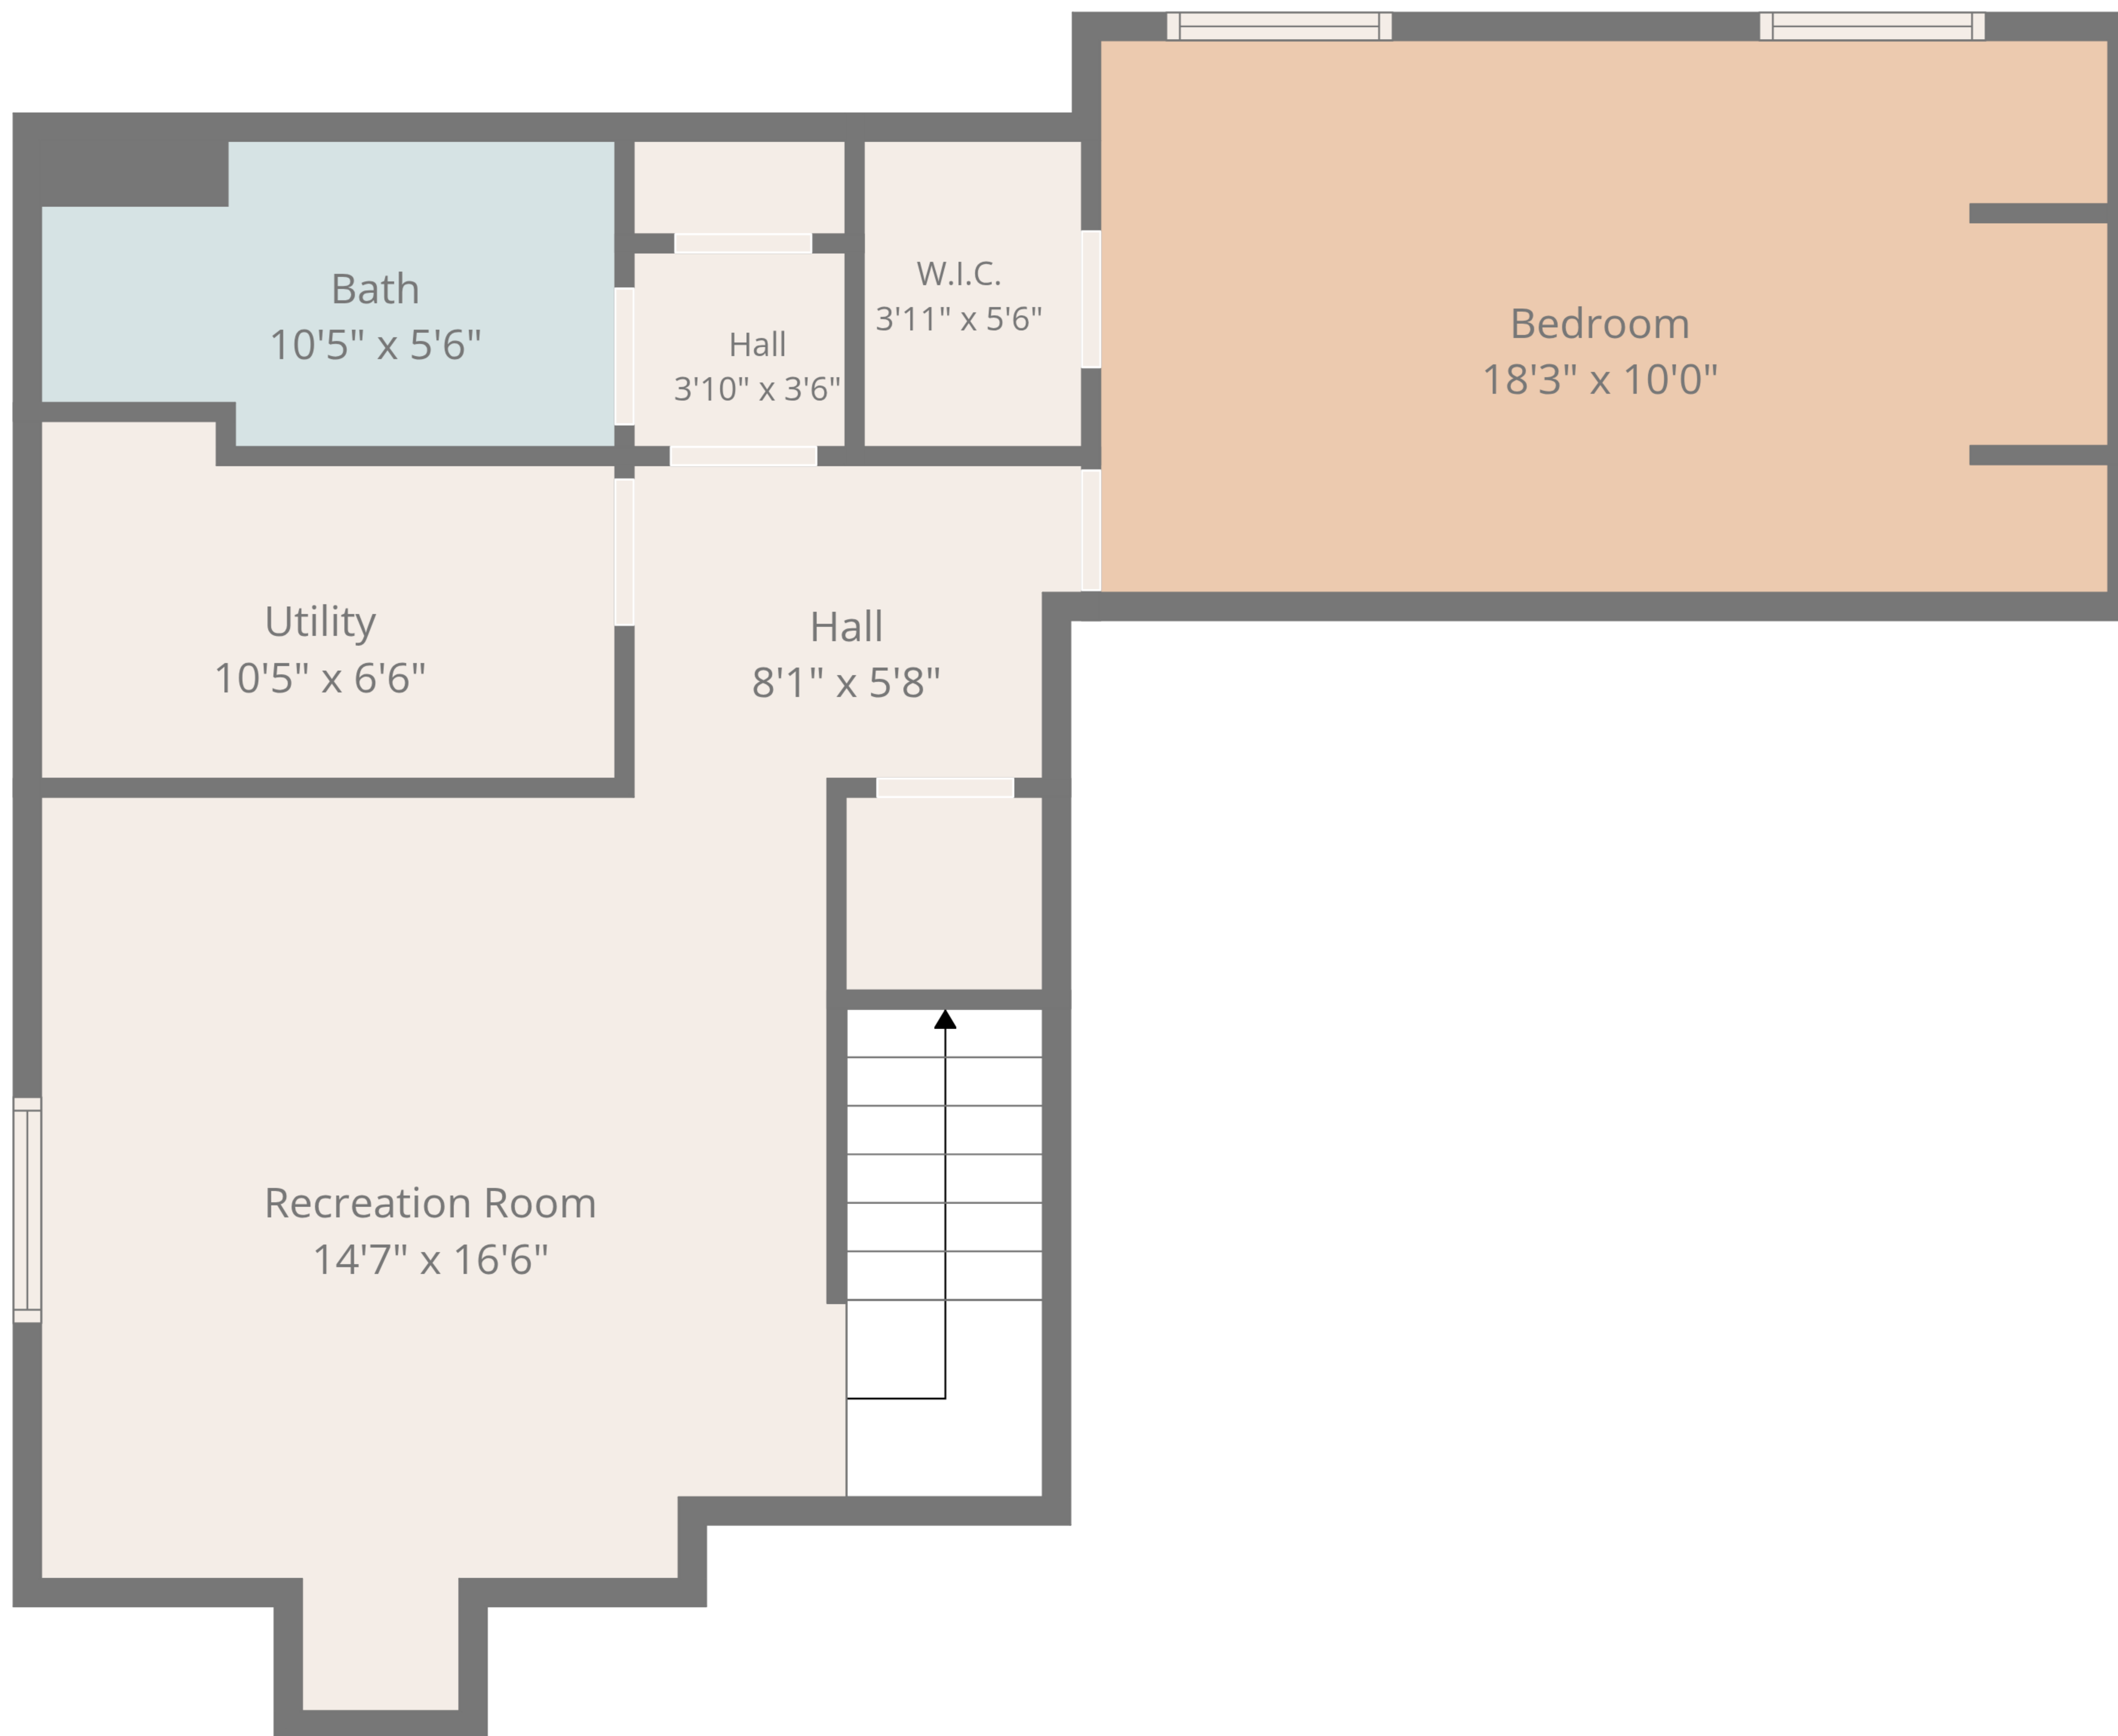 Bath
10'5" x 5'6"
W.I.C.
3'11" x 5'6"
Hall
3'10" x 3'6"
Bedroom
18'3" x 10'0"
Utility
10'5" x 6'6"
Hall
8'1" x 5'8"
Recreation Room
14'7" x 16'6"